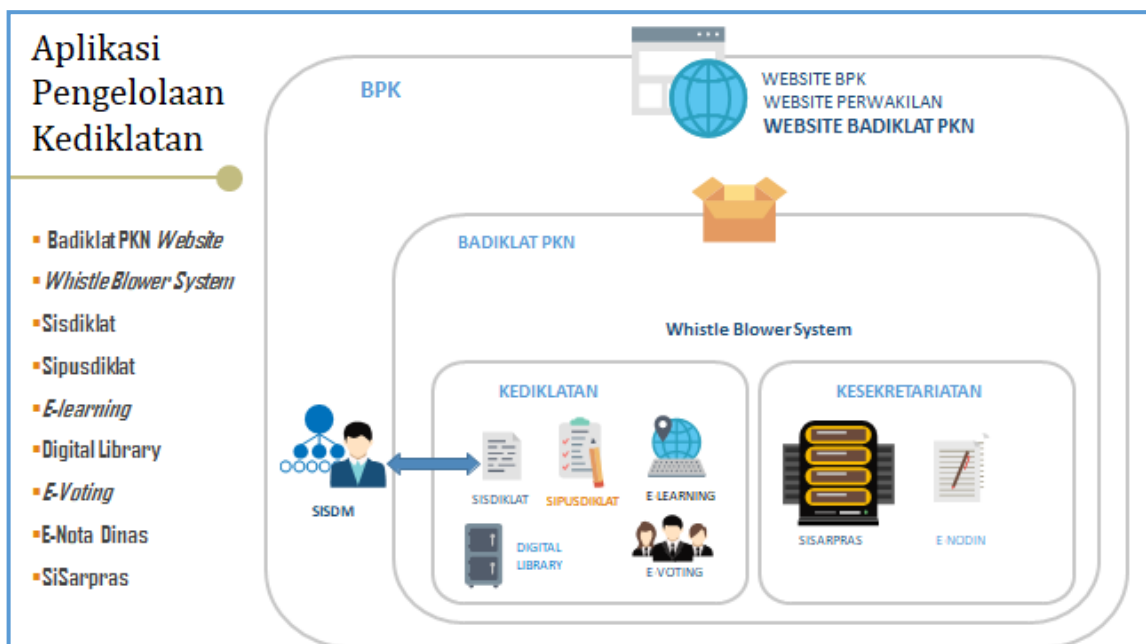 Aplikasi
Pengelolaan
Kediklatan
▪ Badiklat PKN Website
▪ Whistle Blower System
▪ Sisdiklat
▪ Sipusdiklat
▪ E-learning
▪ Digital Library
▪ E-Voting
▪ E-Nota Dinas
▪ SiSarpras
BPK
WEBSITE BPK
WEBSITE PERWAKILAN
WEBSITE BADIKLAT PKN
BADIKLAT PKN
Whistle Blower System
KEDIKLATAN
KESEKRETARIATAN
SISDM
SISDIKLAT
SIPUSDIKLAT
E-LEARNING
DIGITAL
LIBRARY
E-VOTING
SISARPRAS
E-NODIN